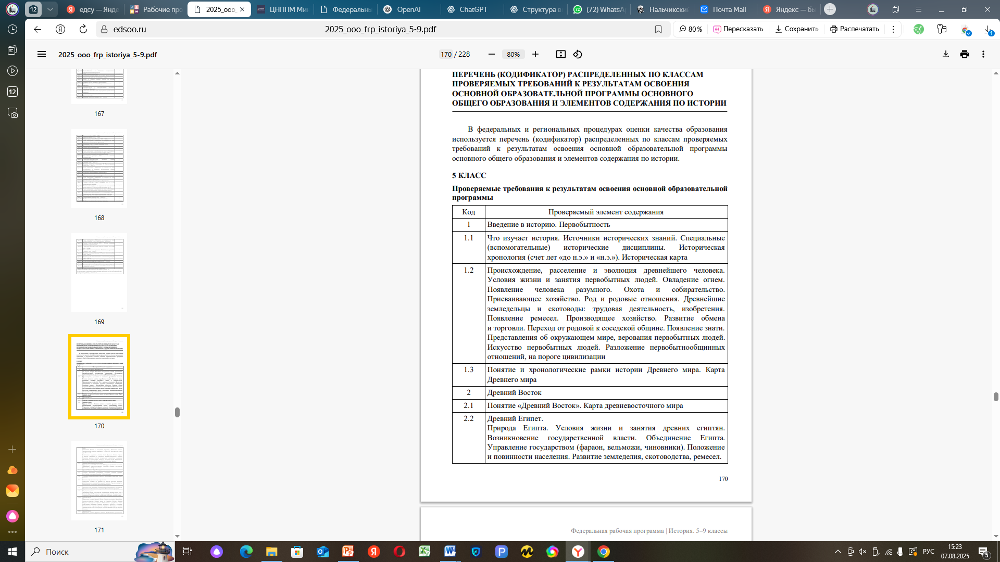 12
едсу — Янде
Рабочие про
2025_ооо_
ЦНППМ Ми
Федеральны
OpenAI
ChatGPT
Структура в
(72) WhatsA
Нальчикски
Почта Mail
Яндекс — бы
edsoo.ru
2025_ooo_frp_istoriya_5-9.pdf
80 %
Пересказать
Сохранить
Распечатать
1
2025_ooo_frp_istoriya_5-9.pdf
170 / 228
80%
12
167
168
169
170
171
ПЕРЕЧЕНЬ (КОДИФИКАТОР) РАСПРЕДЕЛЕННЫХ ПО КЛАССАМ
ПРОВЕРЯЕМЫХ ТРЕБОВАНИЙ К РЕЗУЛЬТАТАМ ОСВОЕНИЯ
ОСНОВНОЙ ОБРАЗОВАТЕЛЬНОЙ ПРОГРАММЫ ОСНОВНОГО
ОБЩЕГО ОБРАЗОВАНИЯ И ЭЛЕМЕНТОВ СОДЕРЖАНИЯ ПО ИСТОРИИ
В федеральных и региональных процедурах оценки качества образования
используется перечень (кодификатор) распределенных по классам проверяемых
требований к результатам освоения основной образовательной программы
основного общего образования и элементов содержания по истории.
5 КЛАСС
Проверяемые требования к результатам освоения основной образовательной
программы
Код Проверяемый элемент содержания
1 Введение в историю. Первобытность
1.1 Что изучает история. Источники исторических знаний. Специальные
(вспомогательные) исторические дисциплины. Историческая
хронология (счет лет «до н.э.» и «н.э.»). Историческая карта
1.2 Происхождение, расселение и эволюция древнейшего человека.
Условия жизни и занятия первобытных людей. Овладение огнем.
Появление человека разумного. Охота и собирательство.
Присваивающее хозяйство. Род и родовые отношения. Древнейшие
земледельцы и скотоводы: трудовая деятельность, изобретения.
Появление ремесел. Производящее хозяйство. Развитие обмена
и торговли. Переход от родовой к соседской общине. Появление знати.
Представления об окружающем мире, верования первобытных людей.
Искусство первобытных людей. Разложение первобытнообщинных
отношений, на пороге цивилизации
1.3 Понятие и хронологические рамки истории Древнего мира. Карта
Древнего мира
2 Древний Восток
2.1 Понятие «Древний Восток». Карта древневосточного мира
2.2 Древний Египет.
Природа Египта. Условия жизни и занятия древних египтян.
Возникновение государственной власти. Объединение Египта.
Управление государством (фараон, вельможи, чиновники). Положение
и повинности населения. Развитие земледелия, скотоводства, ремесел.
170
Федеральная рабочая программа | История. 5–9 классы
Поиск
РУС
15:23
07.08.2025
5